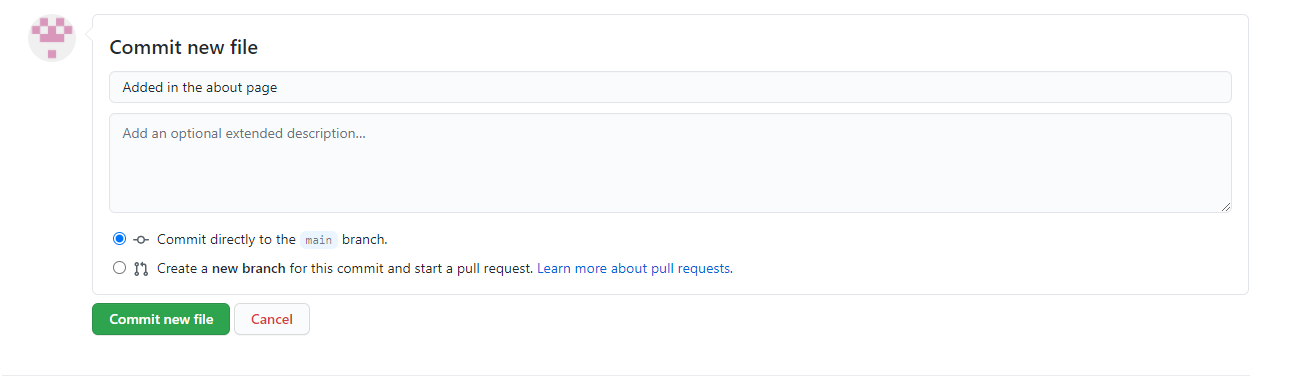 Commit new file
Added in the about page
Add an optional extended description...
Commit directly to the main branch.
Create a new branch for this commit and start a pull request. Learn more about pull requests.
Commit new file Cancel